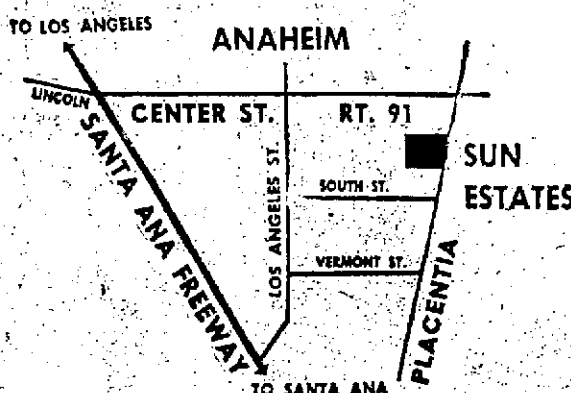 TO LOS ANGELES
ANAHEIM
LINCOLN
CENTER ST.
RT. 91
SANTA ANA FREEWAY
LOS ANGELES ST.
SOUTH ST.
SUN
ESTATES
VERMONT ST.
PLACENTIA
TO SANTA ANA